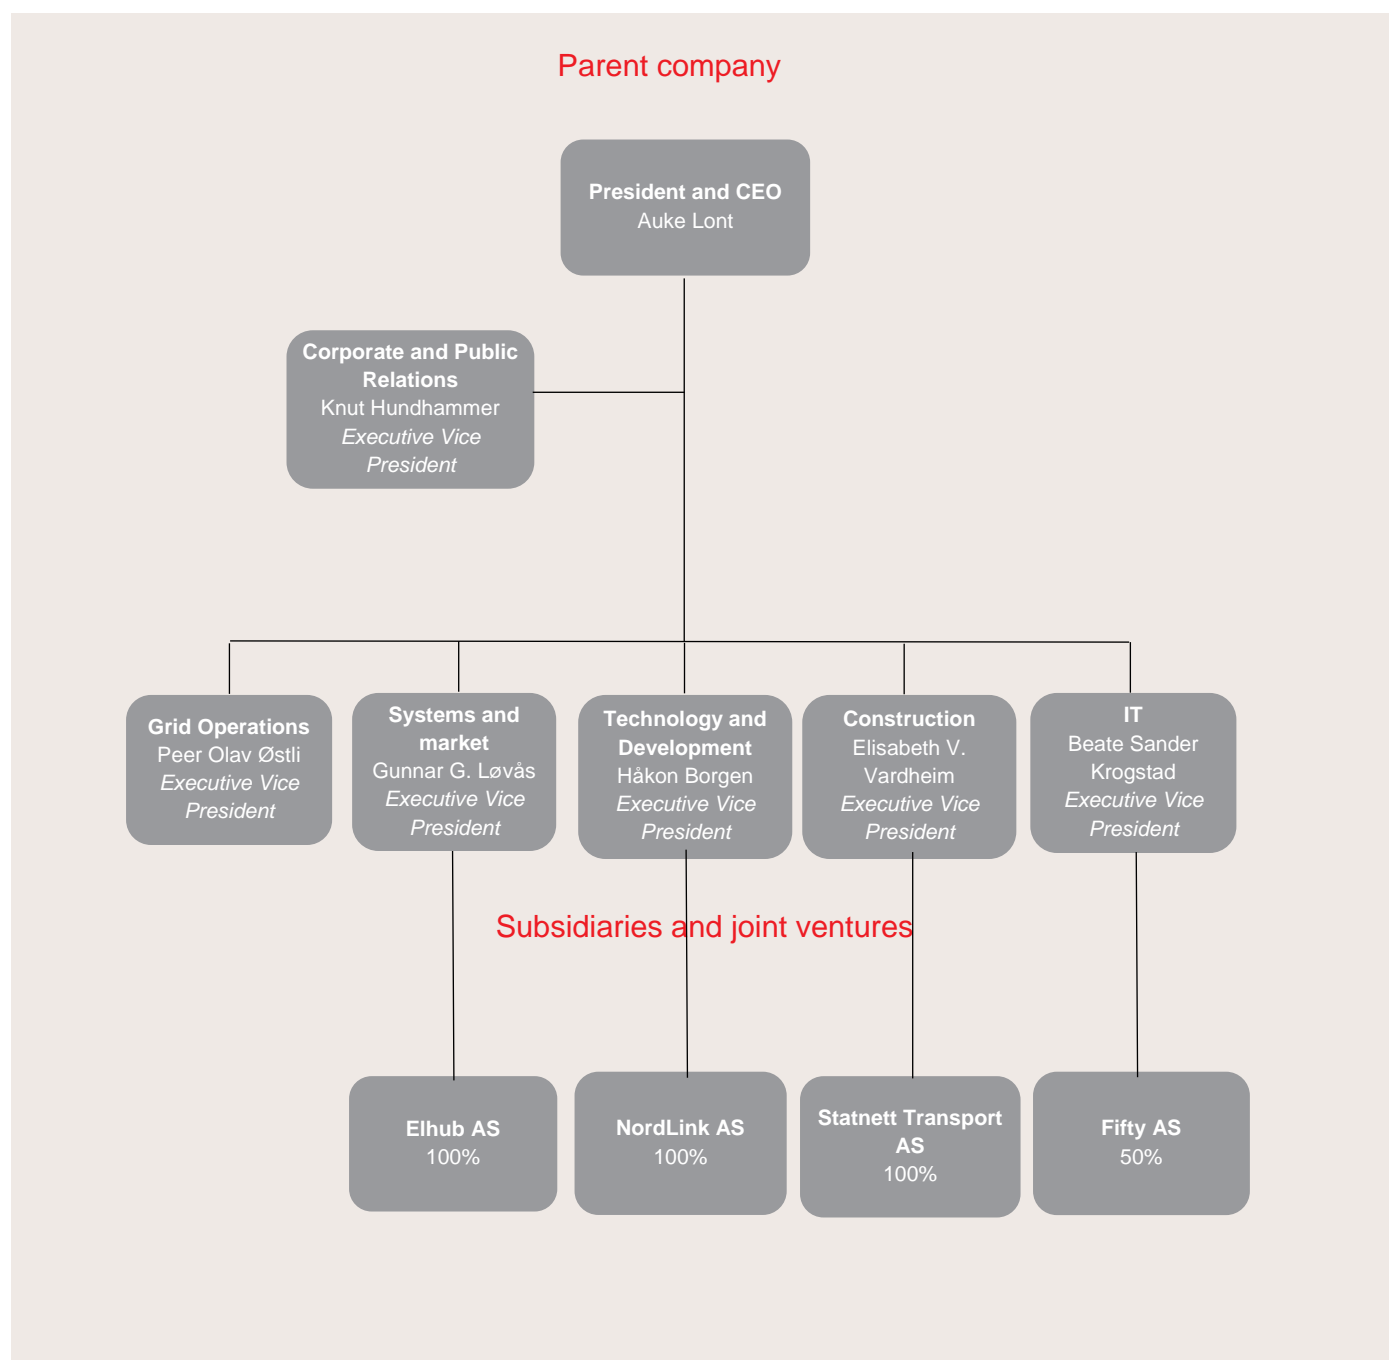 Parent company
President and CEO
Auke Lont
Corporate and Public
Relations
Knut Hundhammer
Executive Vice
President
Grid Operations
Peer Olav Østli
Executive Vice
President
Systems and
market
Gunnar G. Løvås
Executive Vice
President
Technology and
Development
Håkon Borgen
Executive Vice
President
Construction
Elisabeth V.
Vardheim
Executive Vice
President
IT
Beate Sander
Krogstad
Executive Vice
President
Subsidiaries and joint ventures
Elhub AS
100%
NordLink AS
100%
Statnett Transport
AS
100%
Fifty AS
50%